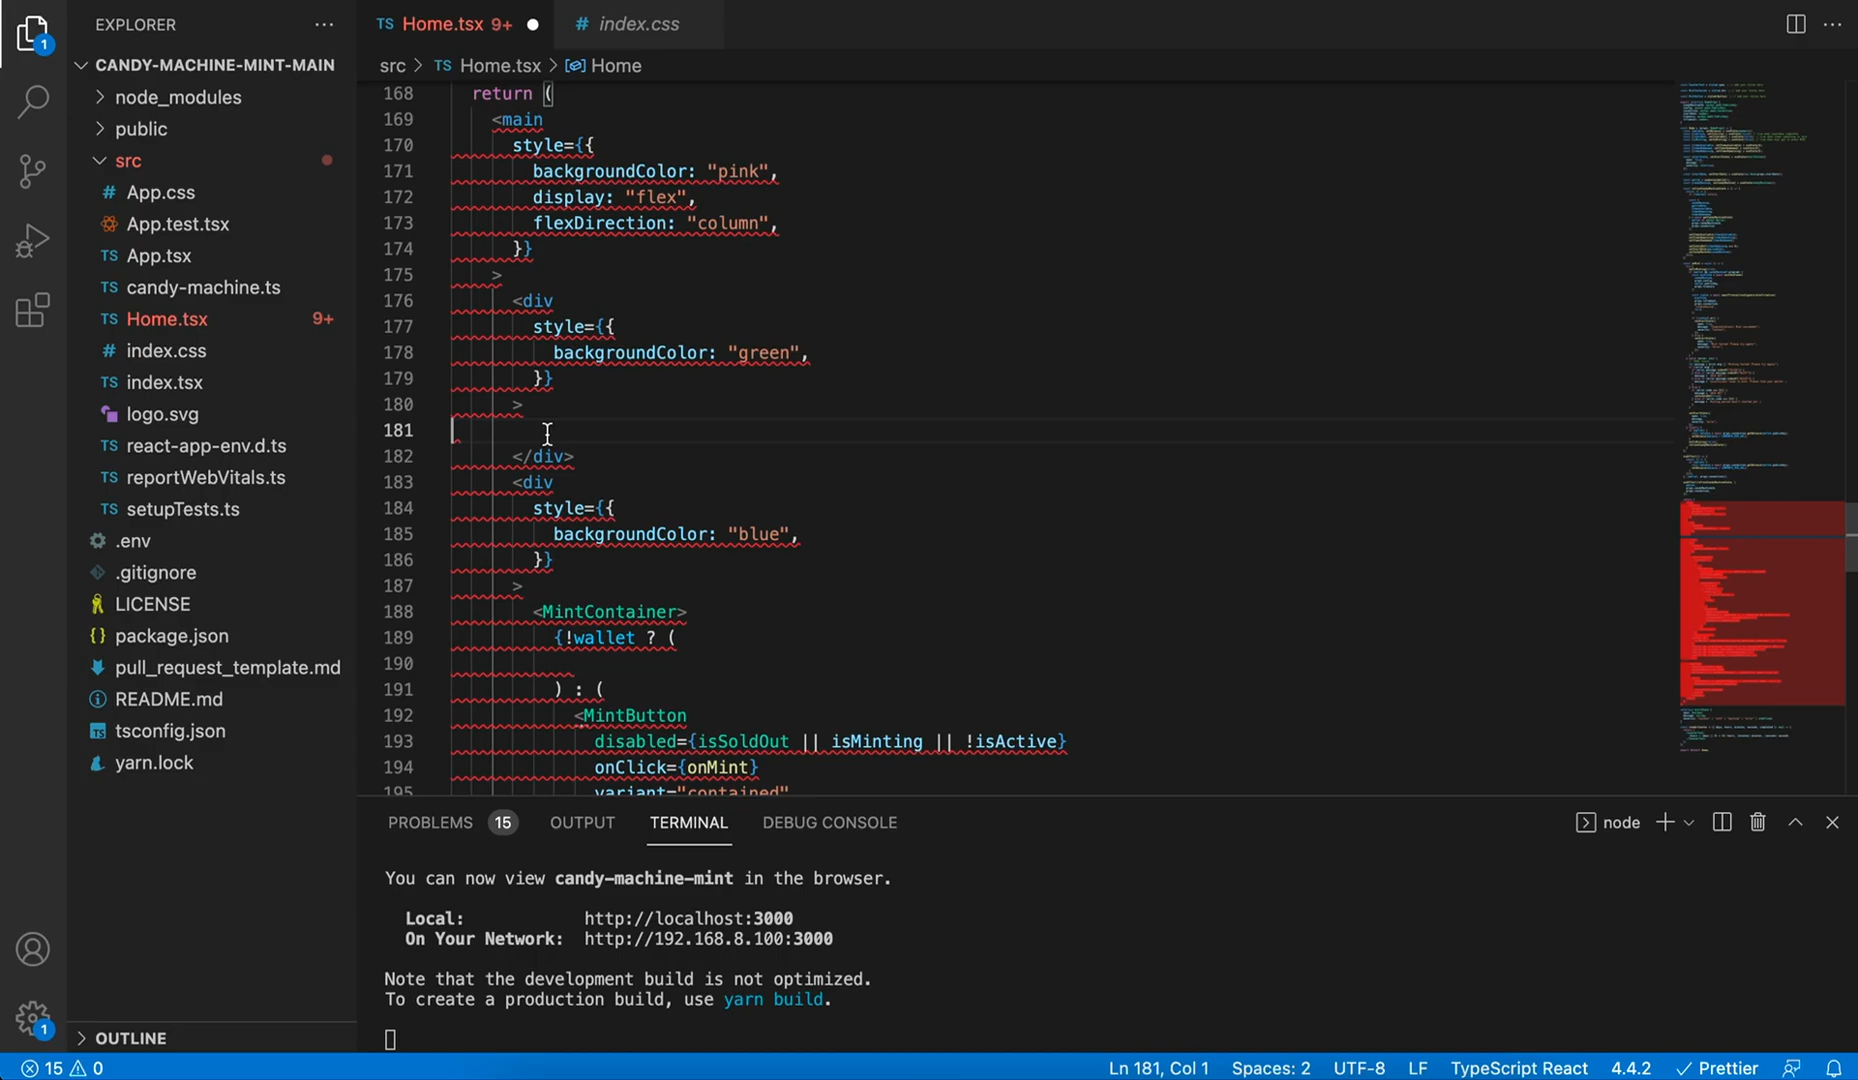 EXPLORER
CANDY-MACHINE-MINT-MAIN
node_modules
public
src
# App.css
App.test.tsx
TS App.tsx
TS candy-machine.ts
TS Home.tsx 9+
# index.css
TS index.tsx
logo.svg
TS react-app-env.d.ts
TS reportWebVitals.ts
TS setupTests.ts
.env
.gitignore
LICENSE
{} package.json
pull_request_template.md
README.md
TS tsconfig.json
yarn.lock
OUTLINE
1
1
TS Home.tsx 9+
# index.css
src > TS Home.tsx > Home
168 return (
169 <main
170 style={{
171 backgroundColor: "pink",
172 display: "flex",
173 flexDirection: "column",
174 }}
175 >
176 <div
177 style={{
178 backgroundColor: "green",
179 }}
180 >
181
182 </div>
183 <div
184 style={{
185 backgroundColor: "blue",
186 }}
187 >
188 <MintContainer>
189 {!wallet ? (
190
191 ) : (
192 <MintButton
193 disabled={isSoldOut || isMinting || !isActive}
194 onClick={onMint}
195 variant="contained"
PROBLEMS 15 OUTPUT TERMINAL DEBUG CONSOLE
node
You can now view candy-machine-mint in the browser.
Local: http://localhost:3000
On Your Network: http://192.168.8.100:3000
Note that the development build is not optimized.
To create a production build, use yarn build.
15 0
Ln 181, Col 1 Spaces: 2 UTF-8 LF TypeScript React 4.4.2 Prettier